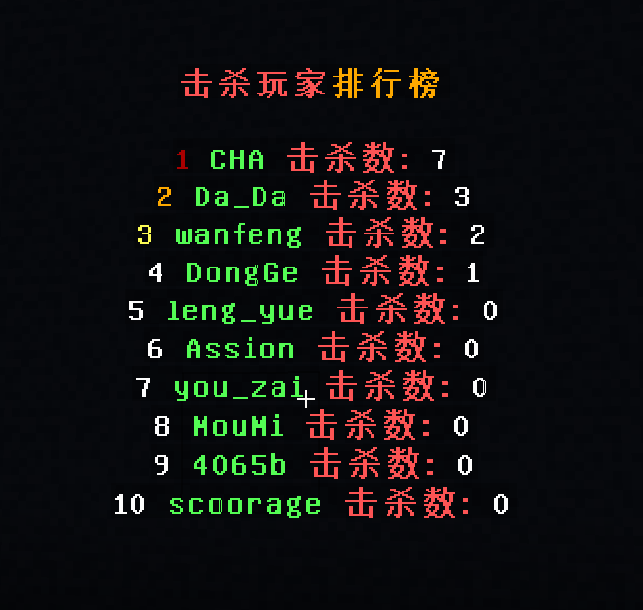 击杀玩家排行榜
1 CHA 击杀数: 7
2 Da_Da 击杀数: 3
3 wanfeng 击杀数: 2
4 DongGe 击杀数: 1
5 leng_yue 击杀数: 0
6 Assion 击杀数: 0
7 you_zai 击杀数: 0
8 MouMi 击杀数: 0
9 4065b 击杀数: 0
10 scoorage 击杀数: 0